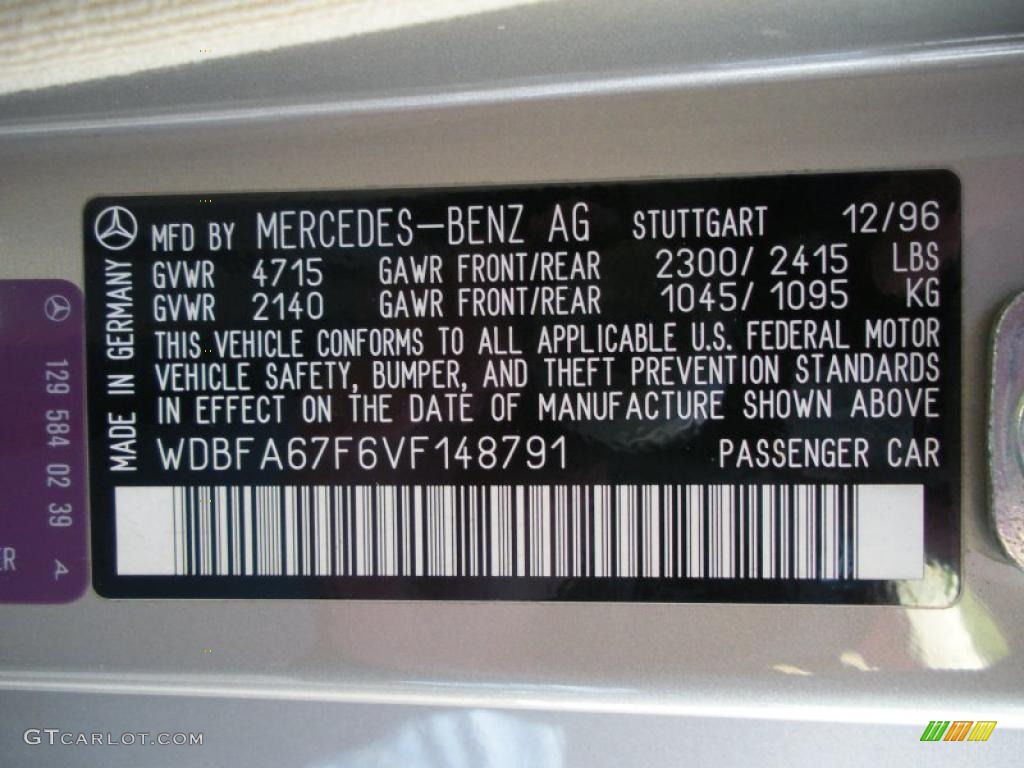 MFD BY MERCEDES-BENZ AG STUTTGART 12/96
GVWR 4715 GAWR FRONT/REAR 2300/2415 LBS
GVWR 2140 GAWR FRONT/REAR 1045/1095 KG
THIS VEHICLE CONFORMS TO ALL APPLICABLE U.S. FEDERAL MOTOR
VEHICLE SAFETY, BUMPER, AND THEFT PREVENTION STANDARDS
IN EFFECT ON THE DATE OF MANUFACTURE SHOWN ABOVE
WDBFA67F6VF148791 PASSENGER CAR
MADE IN GERMANY
129 584 02 39 A
GTCARLOT.COM